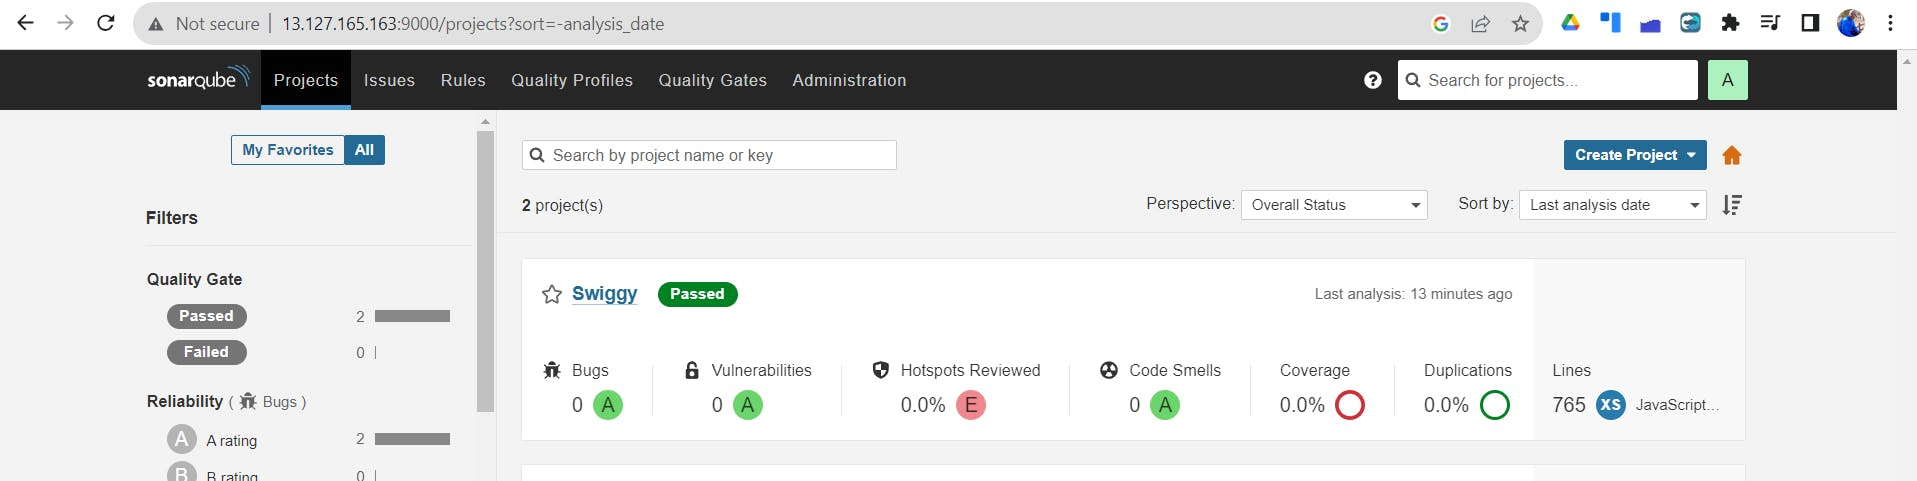 Not secure | 13.127.165.163:9000/projects?sort=-analysis_date
sonarqube Projects Issues Rules Quality Profiles Quality Gates Administration ? Search for projects... A
My Favorites All
Search by project name or key
Create Project
2 project(s)
Perspective: Overall Status
Sort by: Last analysis date
Filters
Quality Gate
Passed 2
Failed 0
Reliability ( Bugs )
A A rating 2
B B rating 0
Swiggy Passed
Last analysis: 13 minutes ago
Bugs Vulnerabilities Hotspots Reviewed Code Smells Coverage Duplications Lines
0 A 0 A 0.0% E 0 A 0.0% 0.0% 765 XS JavaScript...